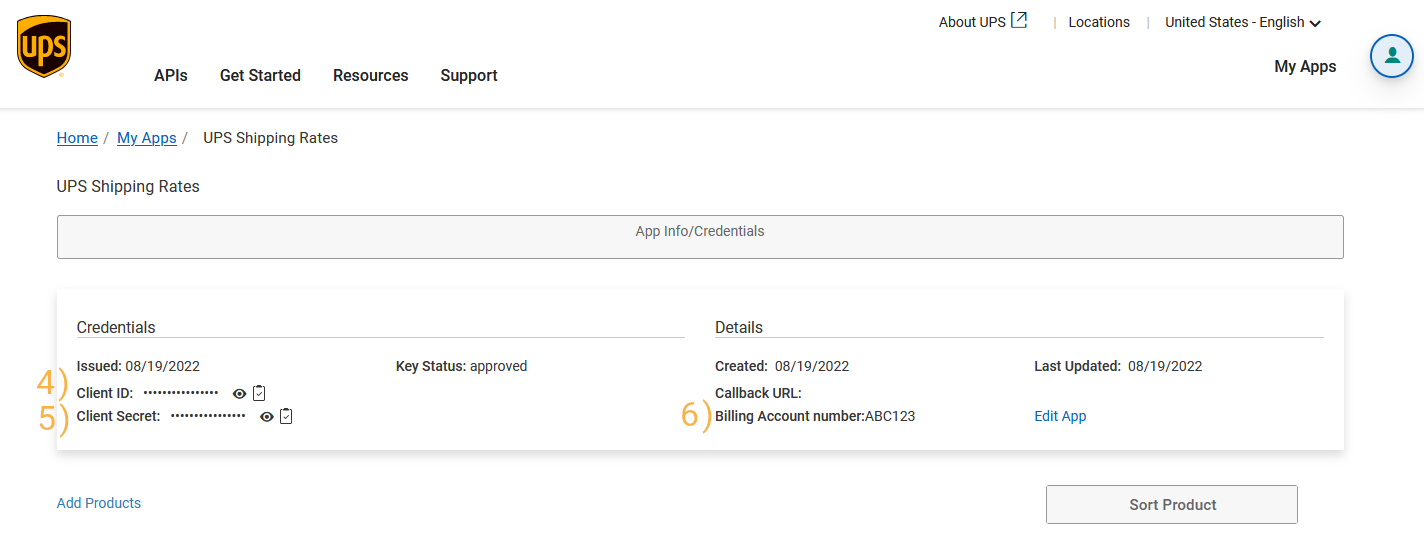 About UPS | Locations | United States - English
ups
APIs Get Started Resources Support My Apps
Home / My Apps / UPS Shipping Rates
UPS Shipping Rates
App Info/Credentials
Credentials Details
Issued: 08/19/2022 Key Status: approved Created: 08/19/2022 Last Updated: 08/19/2022
4) Client ID: •••••••••••••••• Callback URL:
5) Client Secret: •••••••••••••••• 6) Billing Account number:ABC123 Edit App
Add Products Sort Product